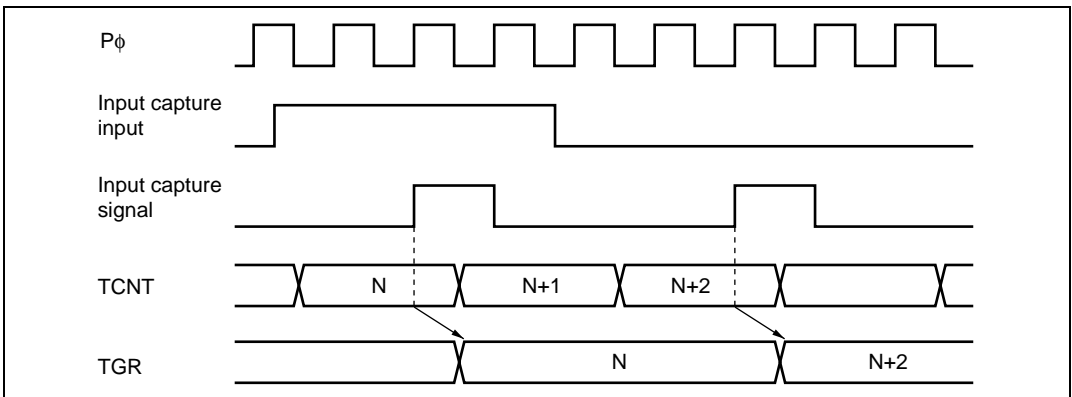 Pϕ
Input capture
input
Input capture
signal
TCNT
N
N+1
N+2
TGR
N
N+2